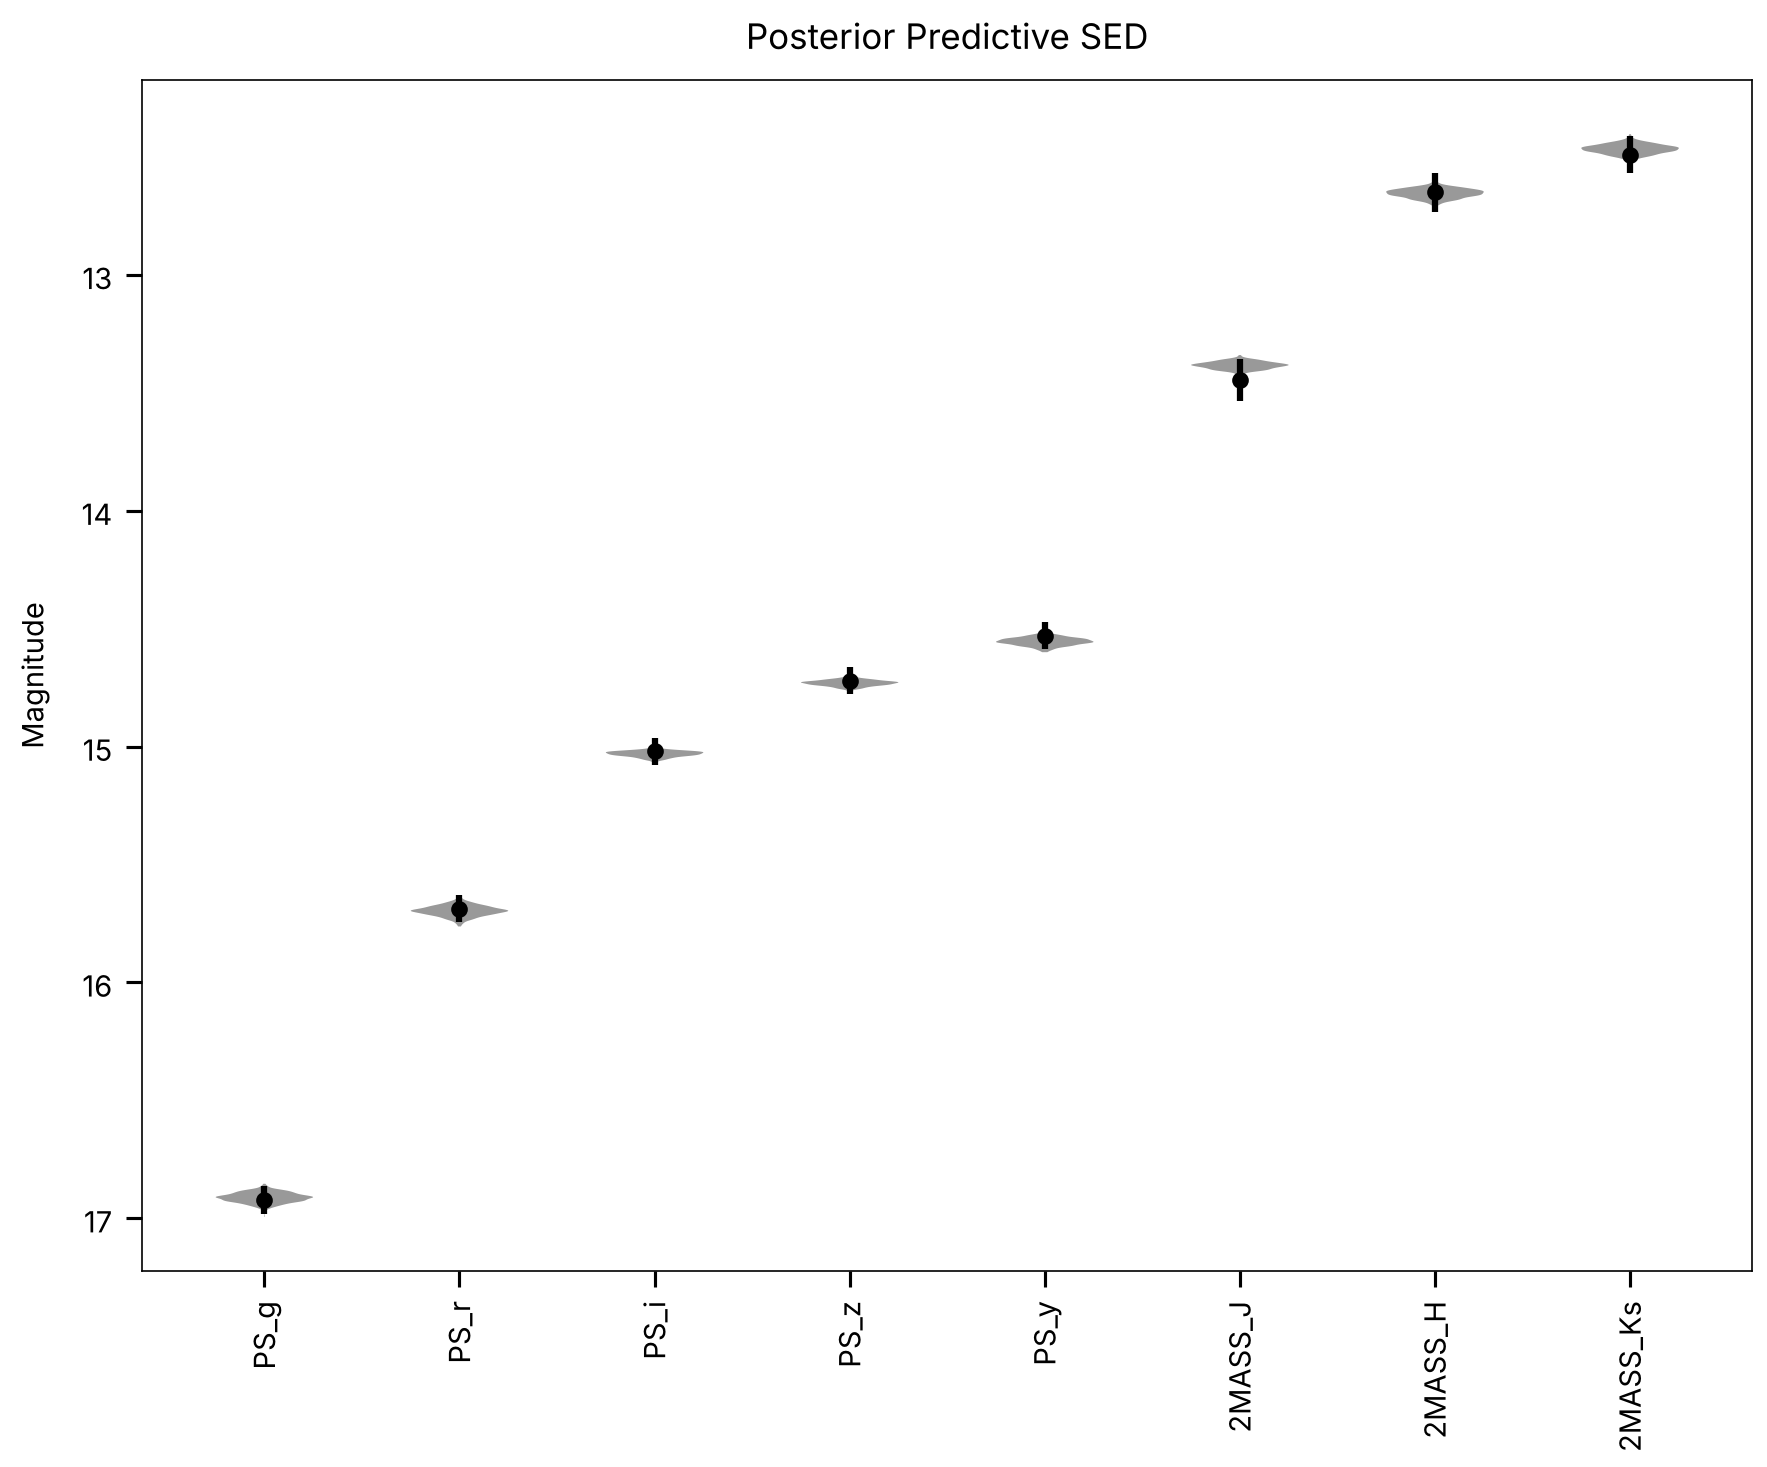 Posterior Predictive SED
Magnitude
13
14
15
16
17
PS_g
PS_r
PS_i
PS_z
PS_y
2MASS_J
2MASS_H
2MASS_Ks